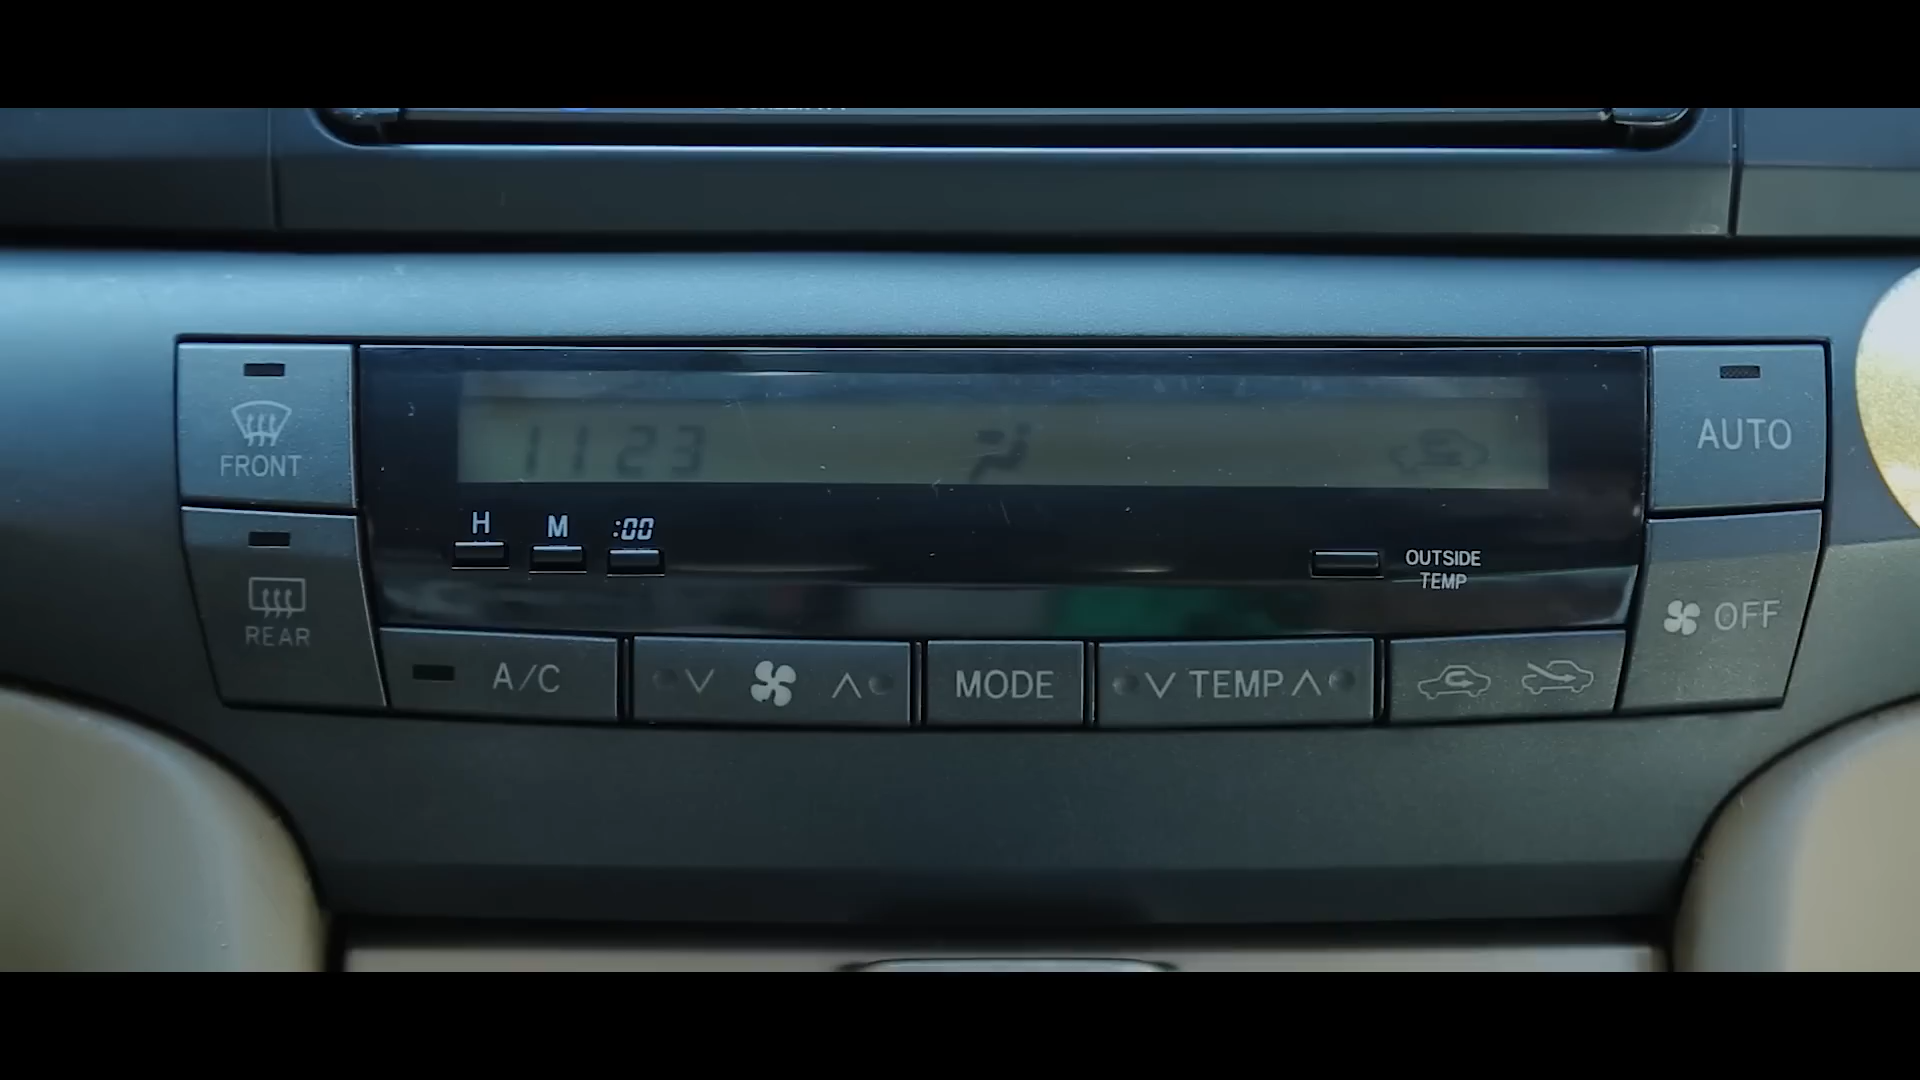 FRONT
1123
AUTO
H M :00
OUTSIDE
TEMP
REAR
OFF
A/C
MODE
TEMP